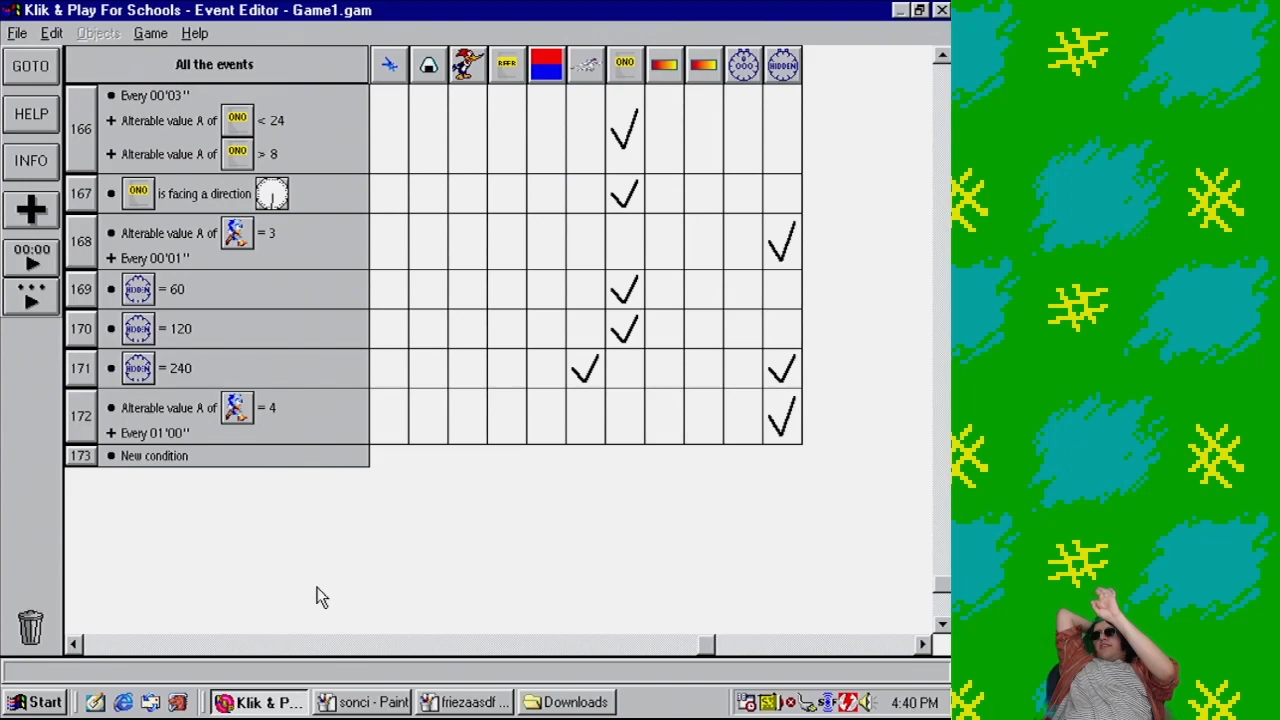 Klik & Play For Schools - Event Editor - Game1.gam
File Edit Objects Game Help
GOTO
All the events
ONO
HIDDEN
HELP
166
• Every 00'03"
+ Alterable value A of ONO < 24
+ Alterable value A of ONO > 8
INFO
167
• ONO is facing a direction
168
• Alterable value A of = 3
+ Every 00'01"
00:00
169
• = 60
170
• = 120
171
• = 240
172
• Alterable value A of = 4
+ Every 01'00"
173
• New condition
Start
Klik & P...
sonci - Paint
friezaasdf ...
Downloads
4:40 PM